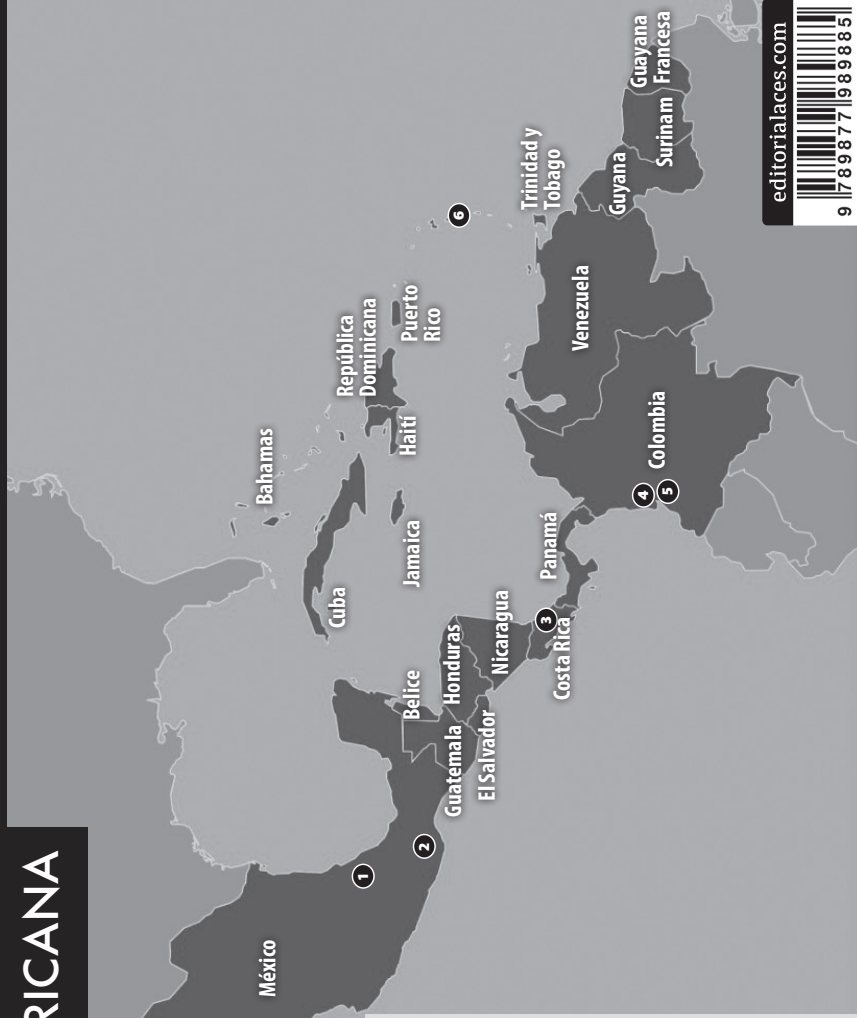 RICANA
México
1
2
Guatemala
El Salvador
Belice
Honduras
Nicaragua
Costa Rica
3
Panamá
Cuba
Jamaica
Bahamas
Haití
República
Dominicana
Puerto
Rico
6
4
5
Colombia
Venezuela
Trinidad y
Tobago
Guyana
Surinam
Guayana
Francesa
editorialaces.com
9 789877 989885